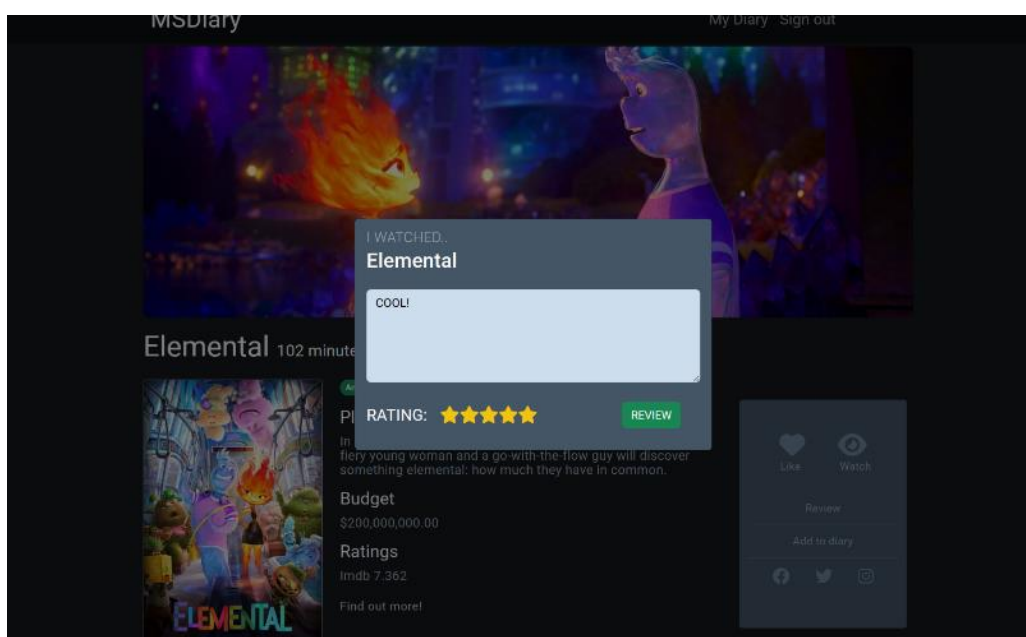 MSDiary
My Diary Sign out
I WATCHED..
Elemental
COOL!
RATING:
REVIEW
Elemental 102 minute
Pl
In
fiery young woman and a go-with-the-flow guy will discover
something elemental: how much they have in common.
Budget
$200,000,000.00
Ratings
Imdb 7.362
Find out more!
ELEMENTAL
Like Watch
Review
Add to diary